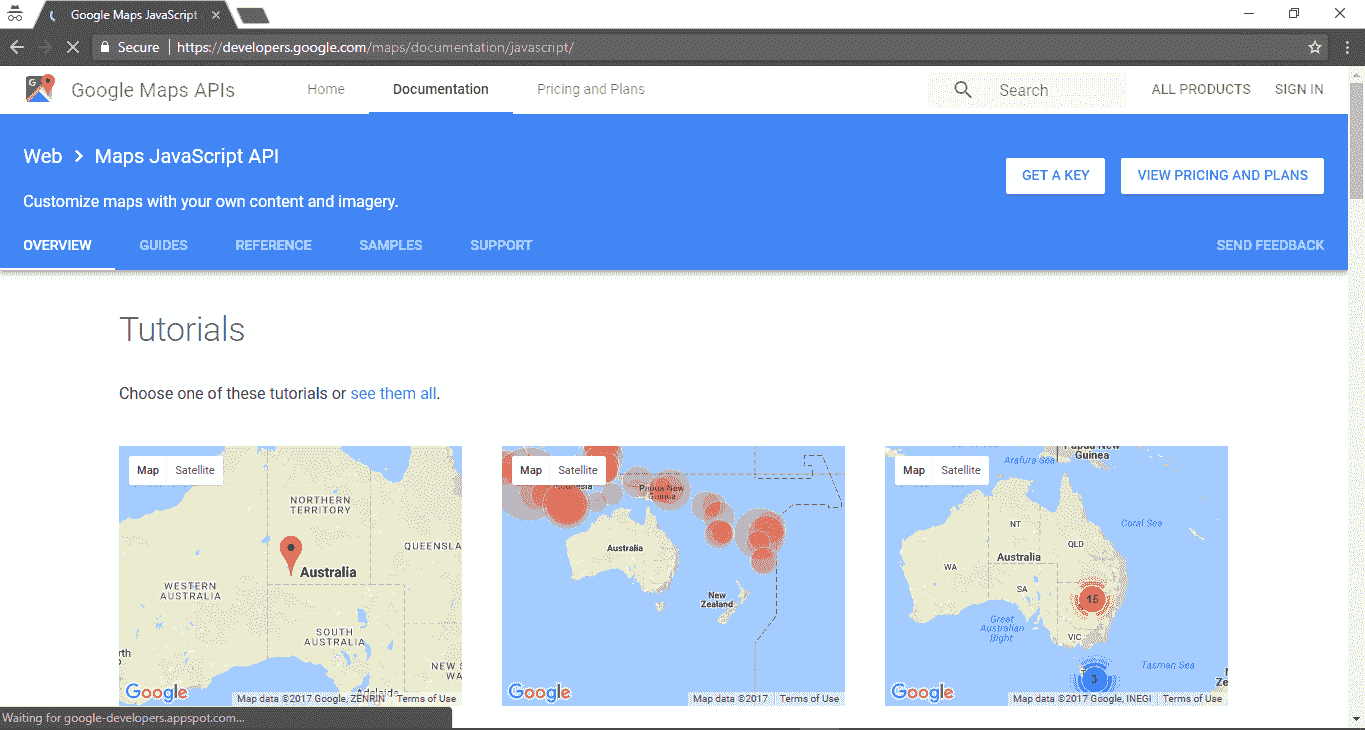 Google Maps JavaScript
Secure https://developers.google.com/maps/documentation/javascript/
G
Google Maps APIs Home Documentation Pricing and Plans Search ALL PRODUCTS SIGN IN
Web > Maps JavaScript API
GET A KEY VIEW PRICING AND PLANS
Customize maps with your own content and imagery.
OVERVIEW GUIDES REFERENCE SAMPLES SUPPORT SEND FEEDBACK
Tutorials
Choose one of these tutorials or see them all.
Map Satellite
NORTHERN
TERRITORY
QUEENSLA
Australia
WESTERN
AUSTRALIA
SOUTH
AUSTRALIA
rth
NEW S
WA
Adelaide
Google
Map data ©2017 Google, ZENRIN Terms of Use
Map Satellite
Papua New
Guinea
Australia
New
Zealand
Google
Map data ©2017 Terms of Use
Map Satellite
Papua New
Guinea
Arafura Sea
Coral Sea
NT
QLD
Australia
WA
SA
15
Great
Australian
Bight
VIC
Tasman Sea
3
Ze
Google
Map data ©2017 Google, INEGI Terms of Use
Waiting for google-developers.appspot.com...